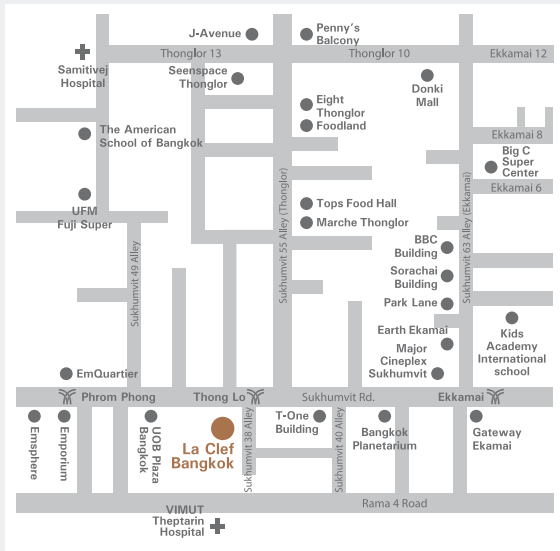 J-Avenue
Penny's
Balcony
Thonglor 13
Thonglor 10
Ekkamai 12
Samitivej
Hospital
Seenspace
Thonglor
Donki
Mall
Eight
Thonglor
Foodland
The American
School of Bangkok
Ekkamai 8
Big C
Super
Center
Ekkamai 6
UFM
Fuji Super
Sukhumvit 49 Alley
Sukhumvit 55 Alley (Thonglor)
Sukhumvit 63 Alley (Ekkamai)
Tops Food Hall
Marche Thonglor
BBC
Building
Sorachai
Building
Park Lane
Earth Ekamai
Major
Cineplex
Sukhumvit
Kids
Academy
International
school
EmQuartier
Phrom Phong
Thong Lo
Sukhumvit Rd.
Ekkamai
Emsphere
Emporium
UOB Plaza
Bangkok
La Clef
Bangkok
Sukhumvit 38 Alley
T-One
Building
Sukhumvit 40 Alley
Bangkok
Planetarium
Gateway
Ekamai
Rama 4 Road
VIMUT
Theptarin
Hospital